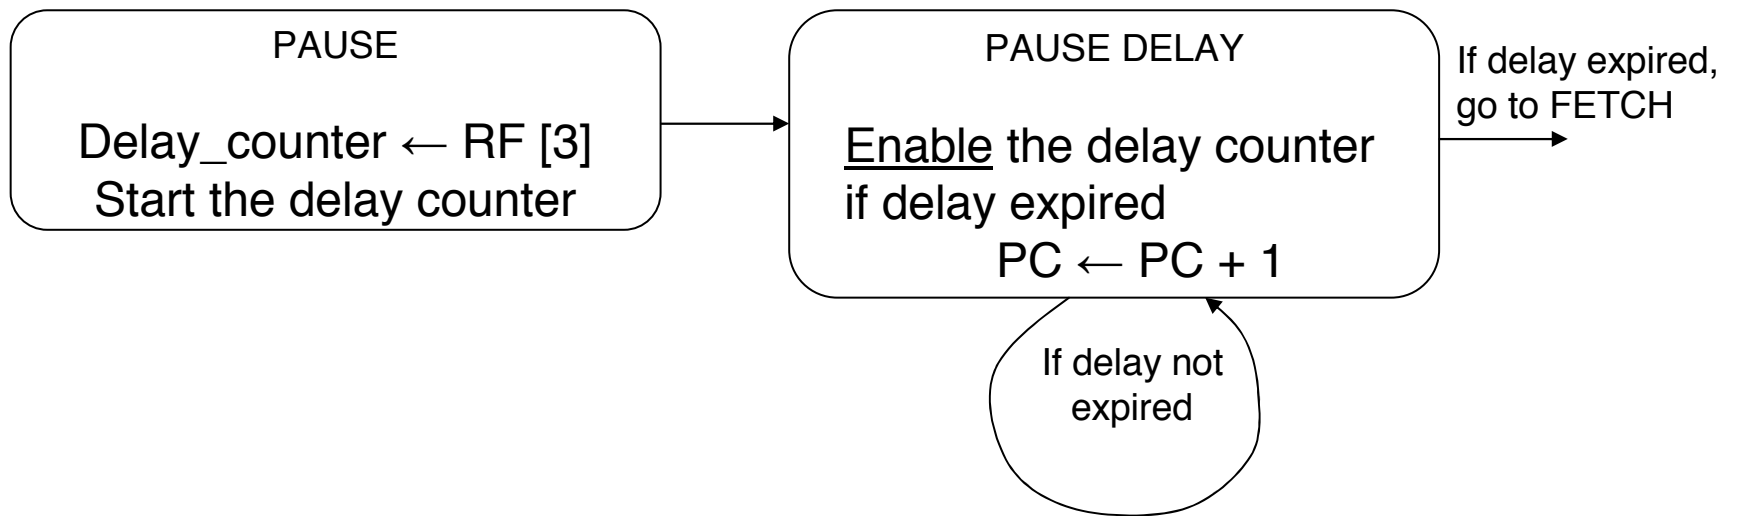 PAUSE
Delay_counter ← RF [3]
Start the delay counter
PAUSE DELAY
Enable the delay counter
if delay expired
PC ← PC + 1
If delay expired,
go to FETCH
If delay not
expired